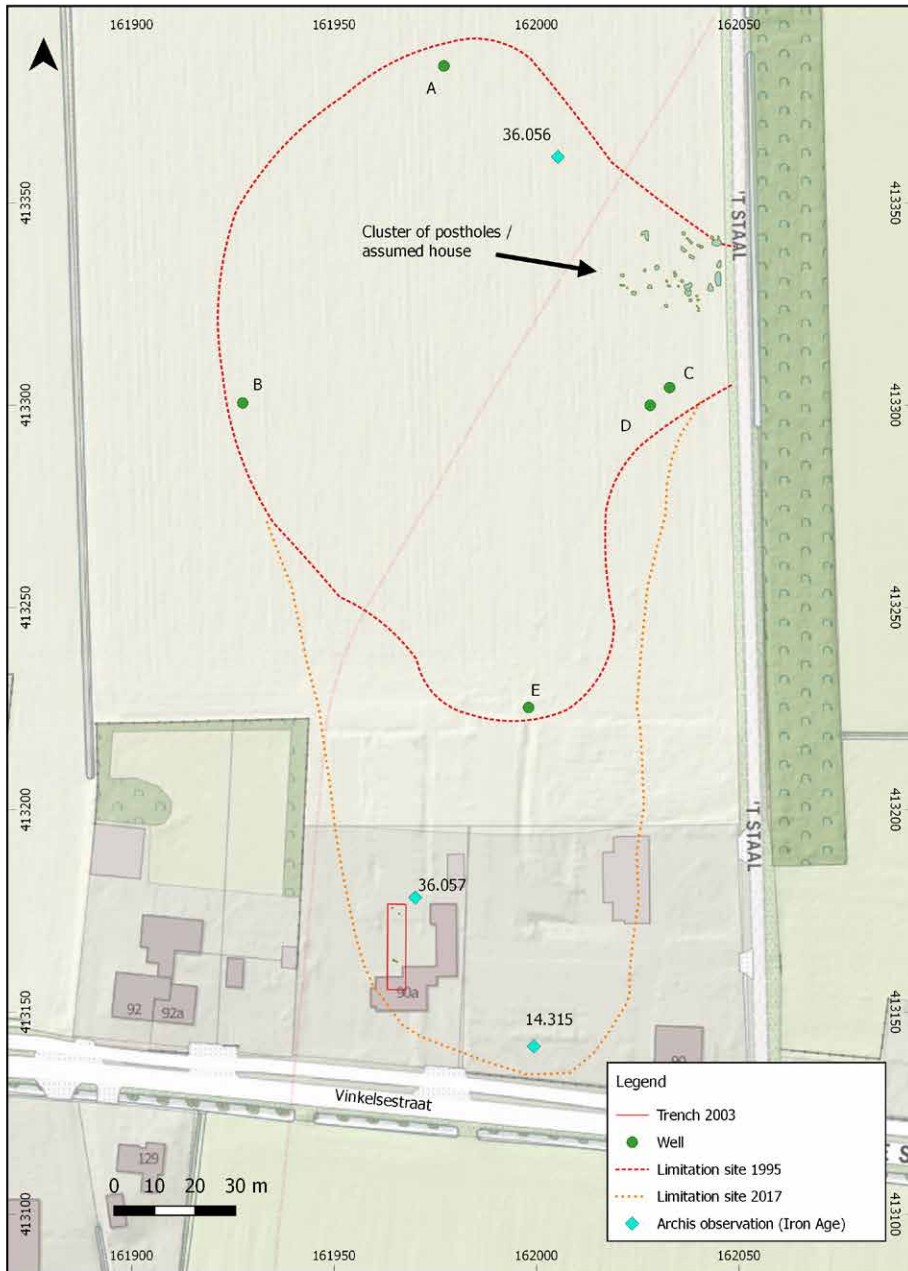 161900 161950 162000 162050
A
36.056
413350
413350
'T STAAL
Cluster of postholes /
assumed house
B
C
D
413300
413300
413250
413250
E
413200
413200
'T STAAL
36.057
92
92a
90a
413150
413150
14.315
90
Vinkelsestraat
129
0 10 20 30 m
413100
413100
Legend
Trench 2003
Well
Limitation site 1995
Limitation site 2017
Archis observation (Iron Age)
161900 161950 162000 162050